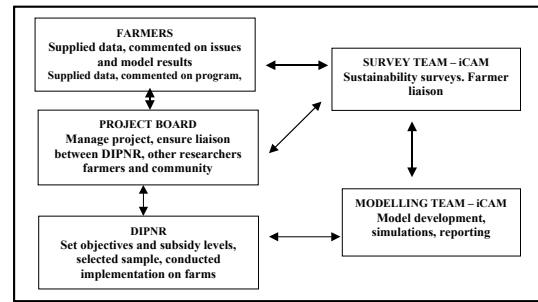 FARMERS
Supplied data, commented on issues
and model results
Supplied data, commented on program,
PROJECT BOARD
Manage project, ensure liaison
between DIPNR, other researchers
farmers and community
DIPNR
Set objectives and subsidy levels,
selected sample, conducted
implementation on farms
SURVEY TEAM – iCAM
Sustainability surveys. Farmer
liaison
MODELLING TEAM – iCAM
Model development,
simulations, reporting